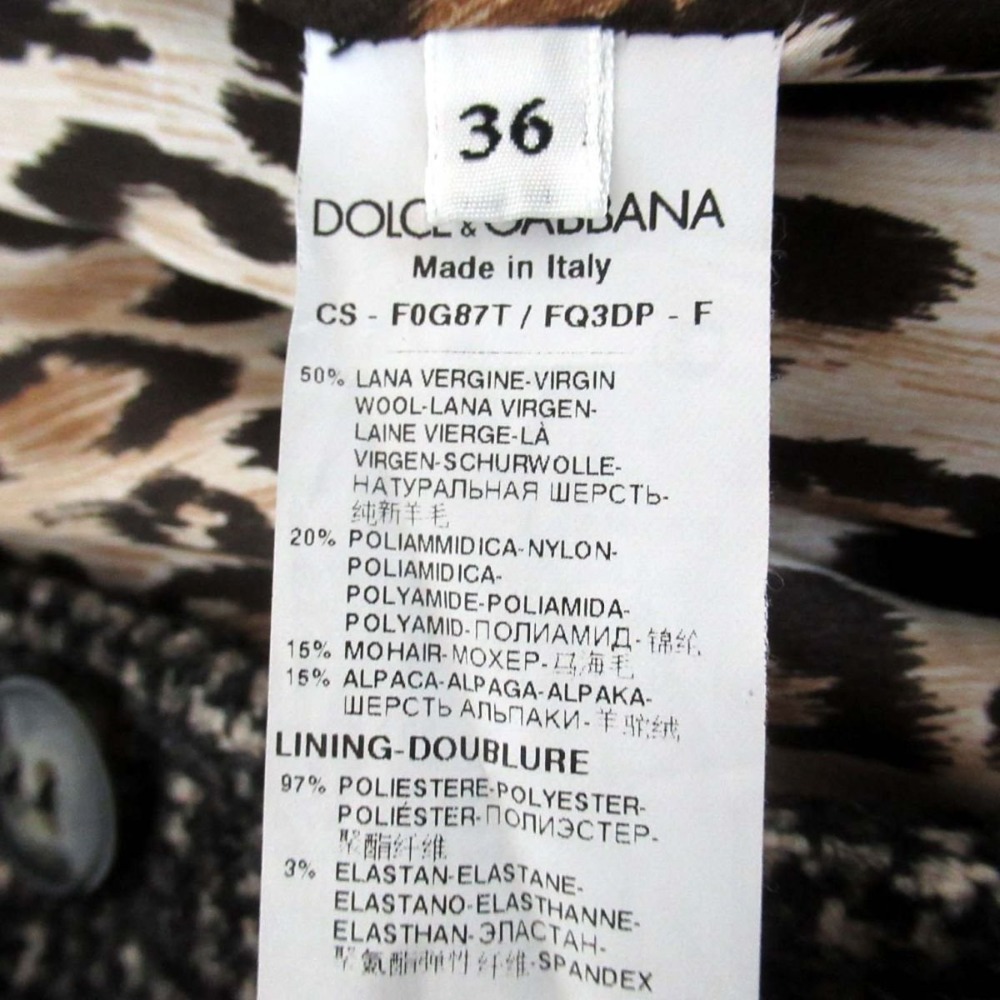 36
DOLCE & GABBANA
Made in Italy
CS - F0G87T / FQ3DP - F
50% LANA VERGINE-VIRGIN
WOOL-LANA VIRGEN-
LAINE VIERGE-LÀ
VIRGEN-SCHURWOLLE-
НАТУРАЛЬНАЯ ШЕРСТЬ-
纯新羊毛
20% POLIAMMIDICA-NYLON-
POLIAMIDICA-
POLYAMIDE-POLIAMIDA-
POLYAMID-ПОЛИАМИД-锦纶
15% MOHAIR-МОХЕР-马海毛
15% ALPACA-ALPAGA-ALPAKA-
ШЕРСТЬ АЛЬПАКИ-羊驼绒
LINING-DOUBLURE
97% POLIESTERE-POLYESTER-
POLIÉSTER-ПОЛИЭСТЕР-
聚酯纤维
3% ELASTAN-ELASTANE-
ELASTANO-ELASTHANNE-
ELASTHAN-ЭЛАСТАН-
聚氨酯弹性纤维-SPANDEX